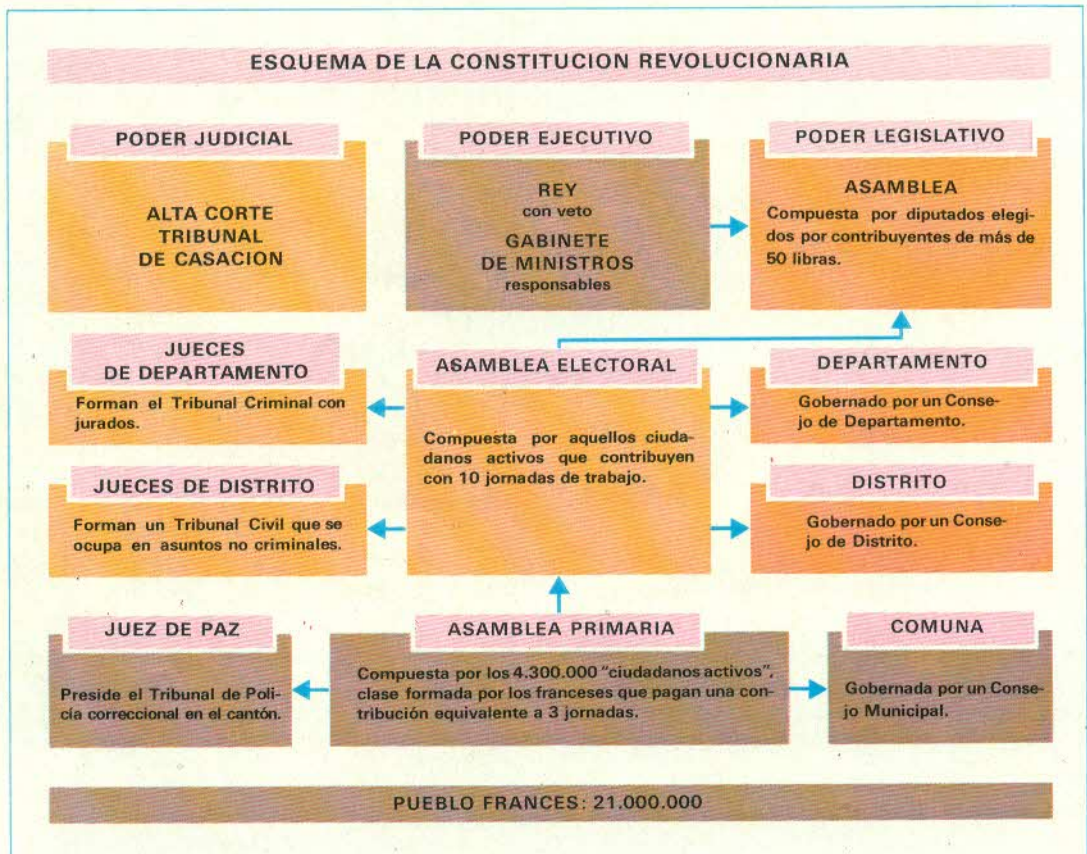 ESQUEMA DE LA CONSTITUCION REVOLUCIONARIA
PODER JUDICIAL
ALTA CORTE
TRIBUNAL
DE CASACION
PODER EJECUTIVO
REY
con veto
GABINETE
DE MINISTROS
responsables
PODER LEGISLATIVO
ASAMBLEA
Compuesta por diputados elegi-
dos por contribuyentes de más de
50 libras.
JUECES
DE DEPARTAMENTO
Forman el Tribunal Criminal con
jurados.
ASAMBLEA ELECTORAL
Compuesta por aquellos ciuda-
danos activos que contribuyen
con 10 jornadas de trabajo.
DEPARTAMENTO
Gobernado por un Conse-
jo de Departamento.
JUECES DE DISTRITO
Forman un Tribunal Civil que se
ocupa en asuntos no criminales.
DISTRITO
Gobernado por un Conse-
jo de Distrito.
JUEZ DE PAZ
Preside el Tribunal de Poli-
cía correccional en el cantón.
ASAMBLEA PRIMARIA
Compuesta por los 4.300.000 "ciudadanos activos",
clase formada por los franceses que pagan una con-
tribución equivalente a 3 jornadas.
COMUNA
Gobernada por un Conse-
jo Municipal.
PUEBLO FRANCES: 21.000.000